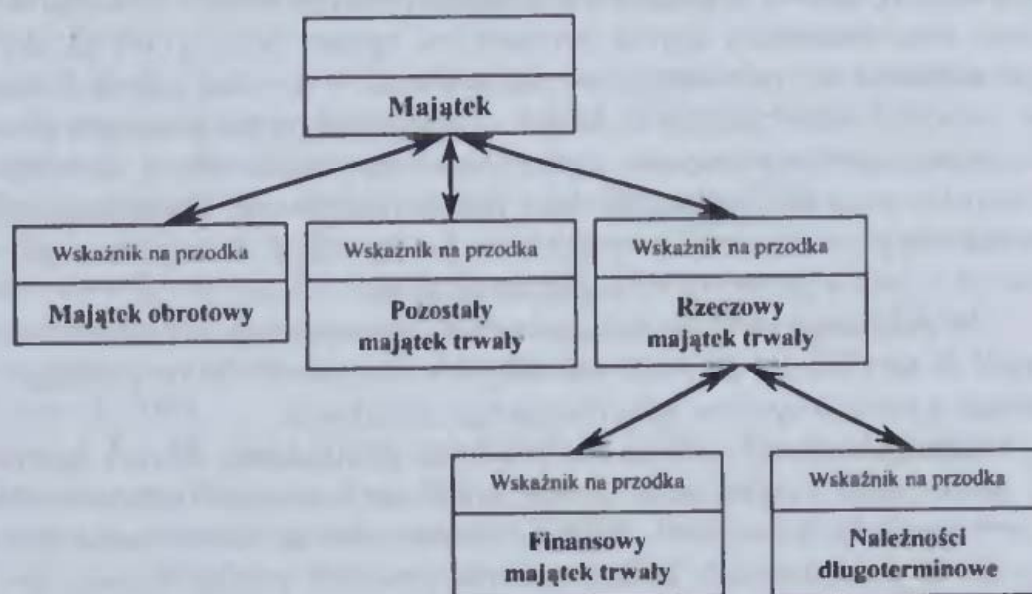 Majątek
Wskaźnik na przodka
Wskaźnik na przodka
Wskaźnik na przodka
Majątek obrotowy
Pozostały
majątek trwały
Rzeczowy
majątek trwały
Wskaźnik na przodka
Wskaźnik na przodka
Finansowy
majątek trwały
Należności
długoterminowe